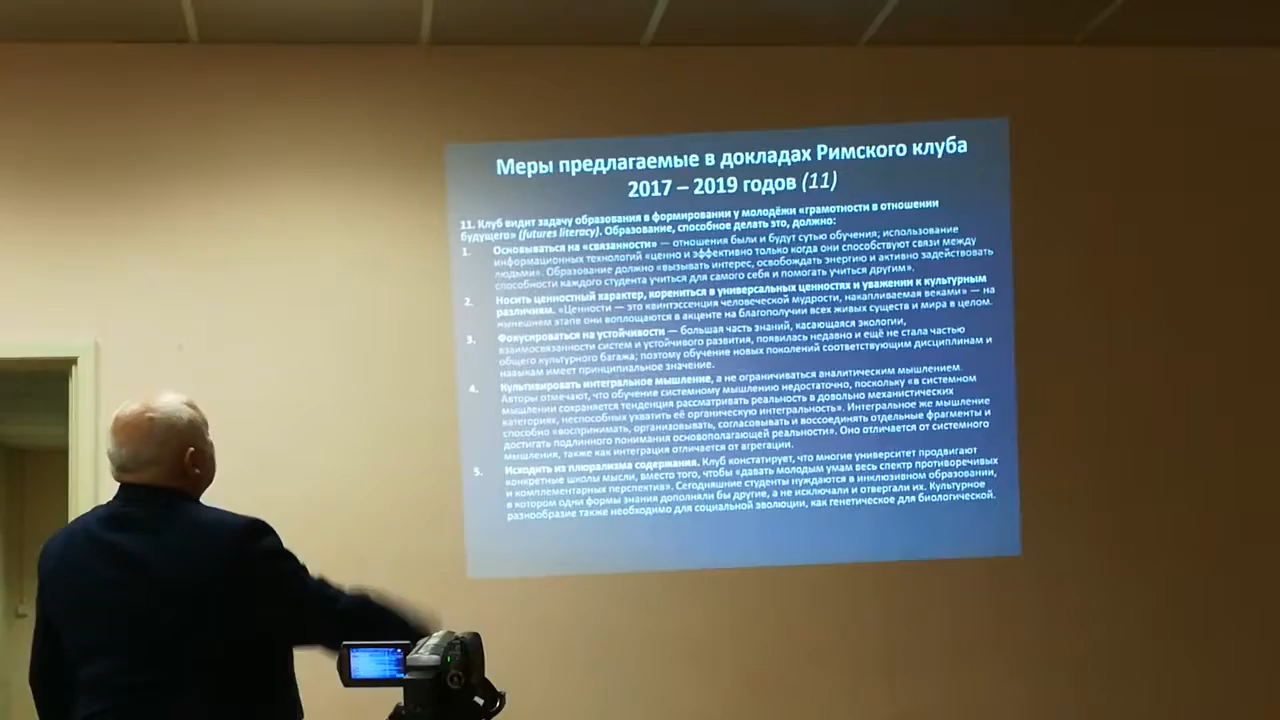 Меры предлагаемые в докладах Римского клуба
2017 – 2019 годов (11)
11. Клуб видит задачу образования в формировании у молодёжи «грамотности в отношении
будущего» (futures literacy). Образование, способное делать это, должно:
1. Основываться на «связанности» — отношения были и будут сутью обучения; использование
информационных технологий «ценно и эффективно только когда они способствуют связи между
людьми». Образование должно «вызывать интерес, освобождать энергию и активно задействовать
способности каждого студента учиться для самого себя и помогать учиться другим».
2. Носить ценностный характер, корениться в универсальных ценностях и уважении к культурным
различиям. «Ценности — это квинтэссенция человеческой мудрости, накапливаемая веками» — на
нынешнем этапе они воплощаются в акценте на благополучии всех живых существ и мира в целом.
3. Фокусироваться на устойчивости — большая часть знаний, касающаяся экологии,
взаимосвязанности систем и устойчивого развития, появилась недавно и ещё не стала частью
общего культурного багажа; поэтому обучение новых поколений соответствующим дисциплинам и
навыкам имеет принципиальное значение.
4. Культивировать интегральное мышление, а не ограничиваться аналитическим мышлением.
Авторы отмечают, что обучение системному мышлению недостаточно, поскольку «в системном
мышлении сохраняется тенденция рассматривать реальность в довольно механистических
категориях, неспособных ухватить её органическую интегральность». Интегральное же мышление
способно «воспринимать, организовывать, согласовывать и воссоединять отдельные фрагменты и
достигать подлинного понимания основополагающей реальности». Оно отличается от системного
мышления, также как интеграция отличается от агрегации.
5. Исходить из плюрализма содержания. Клуб констатирует, что многие университет продвигают
конкретные школы мысли, вместо того, чтобы «давать молодым умам весь спектр противоречивых
и комплементарных перспектив». Сегодняшние студенты нуждаются в инклюзивном образовании,
в котором одни формы знания дополняли бы другие, а не исключали и отвергали их. Культурное
разнообразие также необходимо для социальной эволюции, как генетическое для биологической.